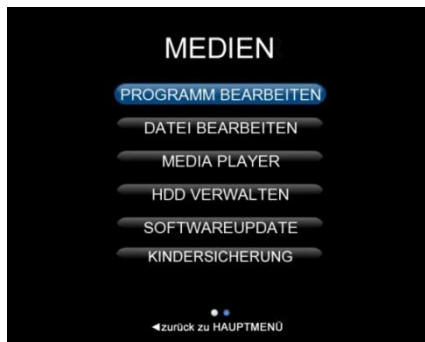 MEDIEN
PROGRAMM BEARBEITEN
DATEI BEARBEITEN
MEDIA PLAYER
HDD VERWALTEN
SOFTWAREUPDATE
KINDERSICHERUNG
◄zurück zu HAUPTMENÜ